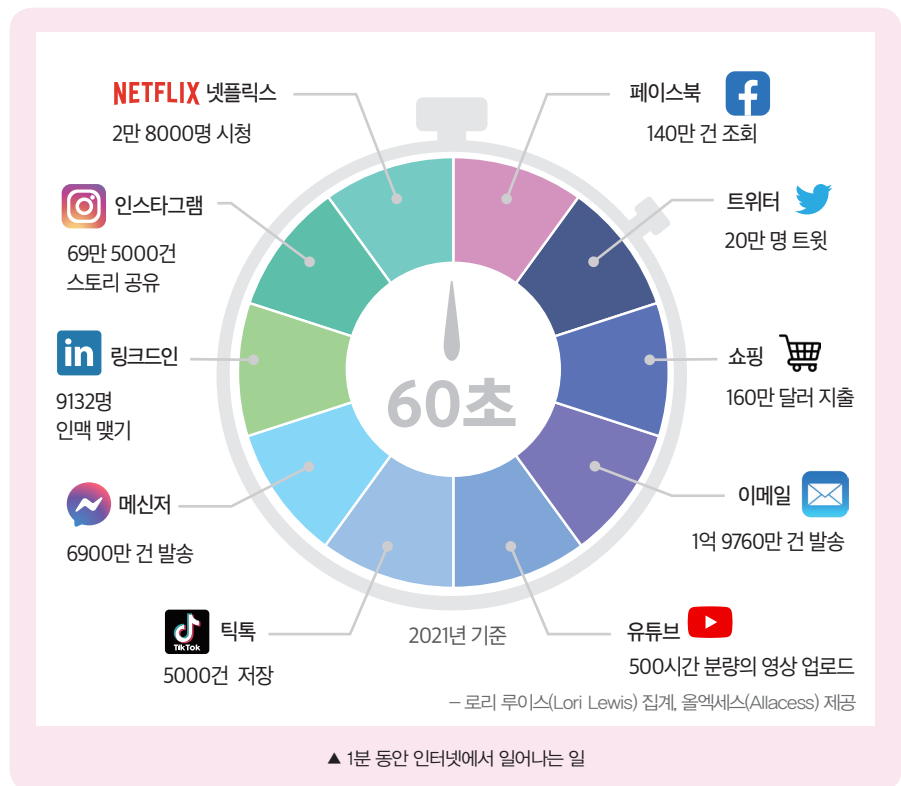 NETFLIX 넷플릭스
2만 8000명 시청
페이스북
140만 건 조회
인스타그램
69만 5000건
스토리 공유
트위터
20만 명 트윗
in 링크드인
9132명
인맥 맺기
쇼핑
160만 달러 지출
60초
메신저
6900만 건 발송
이메일
1억 9760만 건 발송
TikTok
틱톡
5000건 저장
유튜브
500시간 분량의 영상 업로드
2021년 기준
– 로리 루이스(Lori Lewis) 집계, 올엑세스(Allacess) 제공
▲ 1분 동안 인터넷에서 일어나는 일